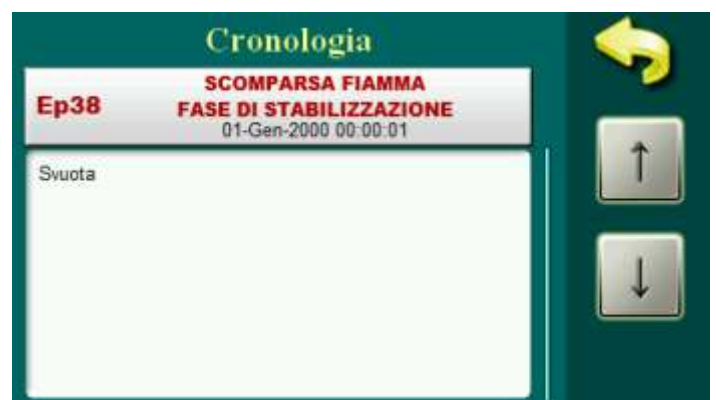 Cronologia
Ep38
SCOMPARSA FIAMMA
FASE DI STABILIZZAZIONE
01-Gen-2000 00:00:01
Svuota